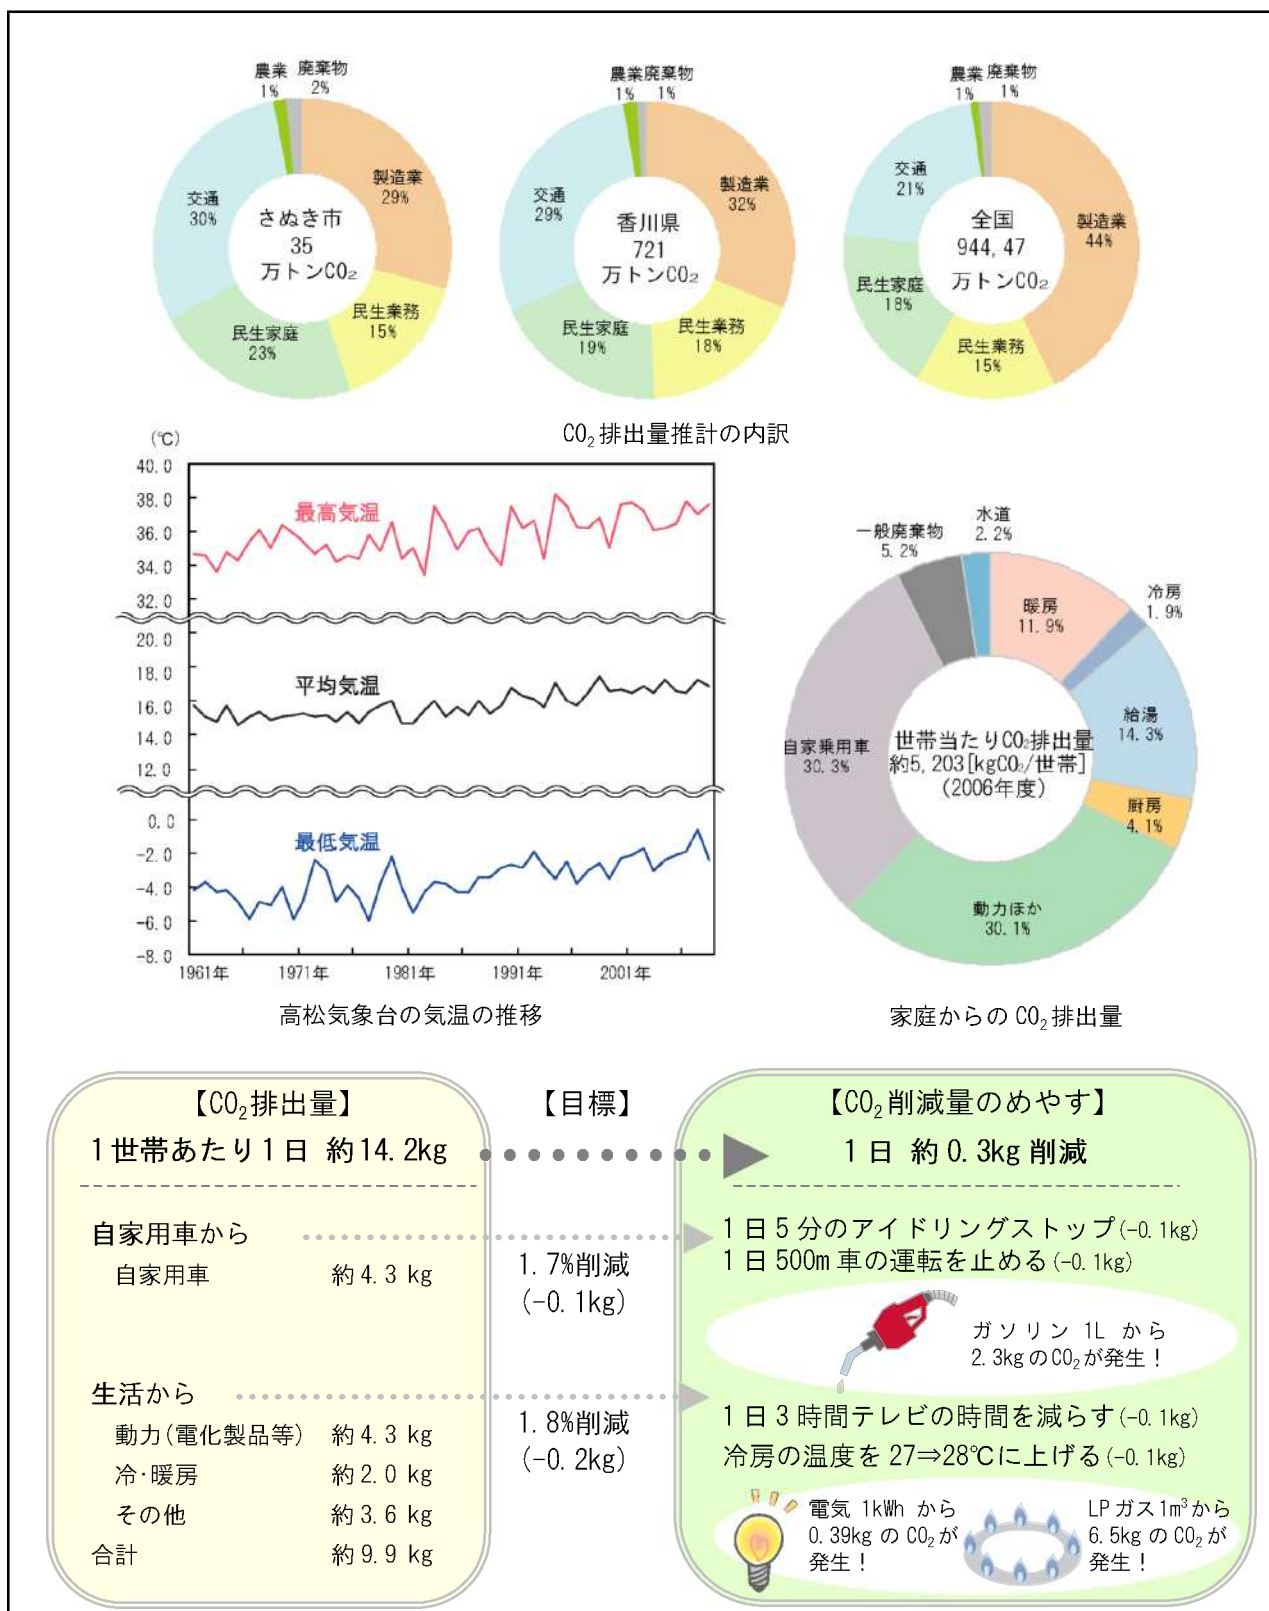 農業
1%
廃棄物
2%
製造業
29%
民生業務
15%
民生家庭
23%
交通
30%
さぬき市
35
万トンCO₂
農業
1%
廃棄物
1%
製造業
32%
民生業務
18%
民生家庭
19%
交通
29%
香川県
721
万トンCO₂
農業
1%
廃棄物
1%
製造業
44%
民生業務
15%
民生家庭
18%
交通
21%
全国
944,47
万トンCO₂
CO₂排出量推計の内訳
(℃)
40.0
38.0
36.0
34.0
32.0
20.0
18.0
16.0
14.0
12.0
0.0
-2.0
-4.0
-6.0
-8.0
最高気温
平均気温
最低気温
1961年
1971年
1981年
1991年
2001年
高松気象台の気温の推移
一般廃棄物
5.2%
水道
2.2%
暖房
11.9%
冷房
1.9%
給湯
14.3%
厨房
4.1%
動力ほか
30.1%
自家乗用車
30.3%
世帯当たりCO₂排出量
約5,203[kgCO₂/世帯]
(2006年度)
家庭からのCO₂排出量
【CO₂排出量】
1世帯あたり1日 約14.2kg
自家用車から
自家用車 約4.3 kg
生活から
動力(電化製品等) 約4.3 kg
冷·暖房 約2.0 kg
その他 約3.6 kg
合計 約9.9 kg
【目標】
1.7%削減
(-0.1kg)
1.8%削減
(-0.2kg)
【CO₂削減量のめやす】
1日 約0.3kg削減
1日5分のアイドリングストップ(-0.1kg)
1日500m車の運転を止める(-0.1kg)
ガソリン 1L から
2.3kgのCO₂が発生！
1日3時間テレビの時間を減らす(-0.1kg)
冷房の温度を27⇒28℃に上げる(-0.1kg)
電気 1kWh から
0.39kg のCO₂が
発生！
LPガス1m³から
6.5kg のCO₂が
発生！